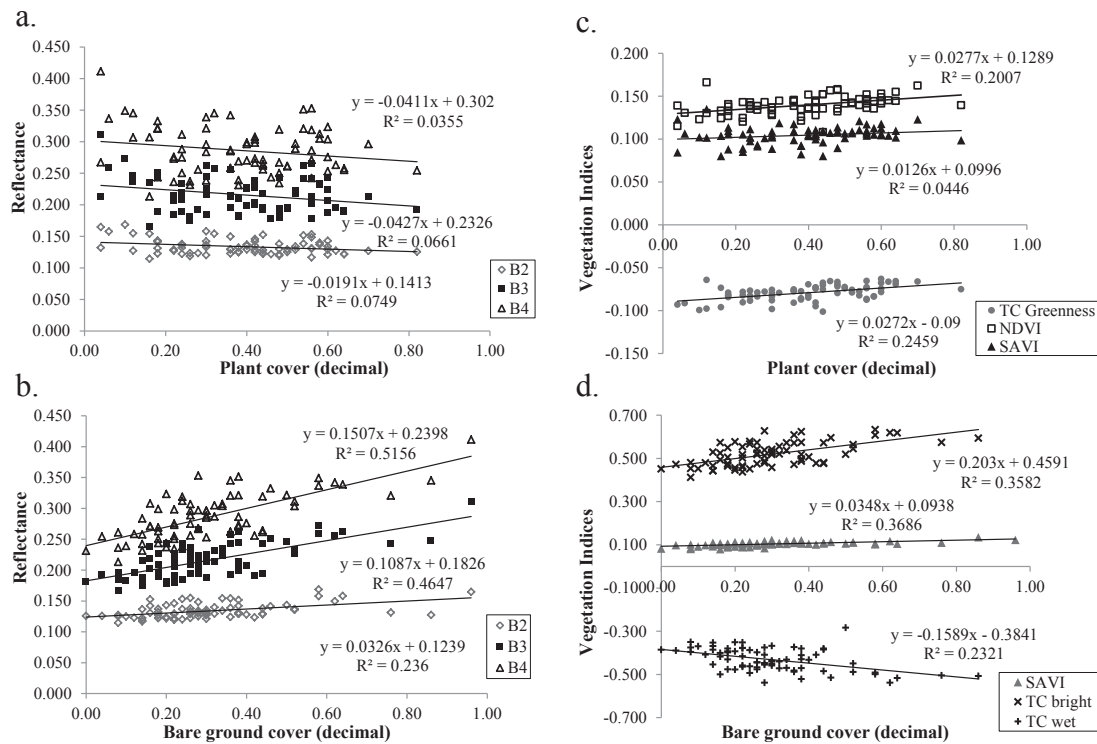 a.
0.450
0.400
0.350
0.300
0.250
0.200
0.150
0.100
0.050
0.000
Reflectance
y = -0.0411x + 0.302
R² = 0.0355
y = -0.0427x + 0.2326
R² = 0.0661
y = -0.0191x + 0.1413
R² = 0.0749
B2
B3
B4
0.00 0.20 0.40 0.60 0.80 1.00
Plant cover (decimal)
c.
0.200
0.150
0.100
0.050
0.000
-0.050
-0.100
-0.150
Vegetation Indices
y = 0.0277x + 0.1289
R² = 0.2007
y = 0.0126x + 0.0996
R² = 0.0446
0.00 0.20 0.40 0.60 0.80 1.00
y = 0.0272x - 0.09
R² = 0.2459
TC Greenness
NDVI
SAVI
Plant cover (decimal)
b.
0.450
0.400
0.350
0.300
0.250
0.200
0.150
0.100
0.050
0.000
Reflectance
y = 0.1507x + 0.2398
R² = 0.5156
y = 0.1087x + 0.1826
R² = 0.4647
y = 0.0326x + 0.1239
R² = 0.236
B2
B3
B4
0.00 0.20 0.40 0.60 0.80 1.00
Bare ground cover (decimal)
d.
0.700
0.500
0.300
0.100
-0.100
-0.300
-0.500
-0.700
Vegetation Indices
y = 0.203x + 0.4591
R² = 0.3582
y = 0.0348x + 0.0938
R² = 0.3686
0.00 0.20 0.40 0.60 0.80 1.00
y = -0.1589x - 0.3841
R² = 0.2321
SAVI
TC bright
TC wet
Bare ground cover (decimal)